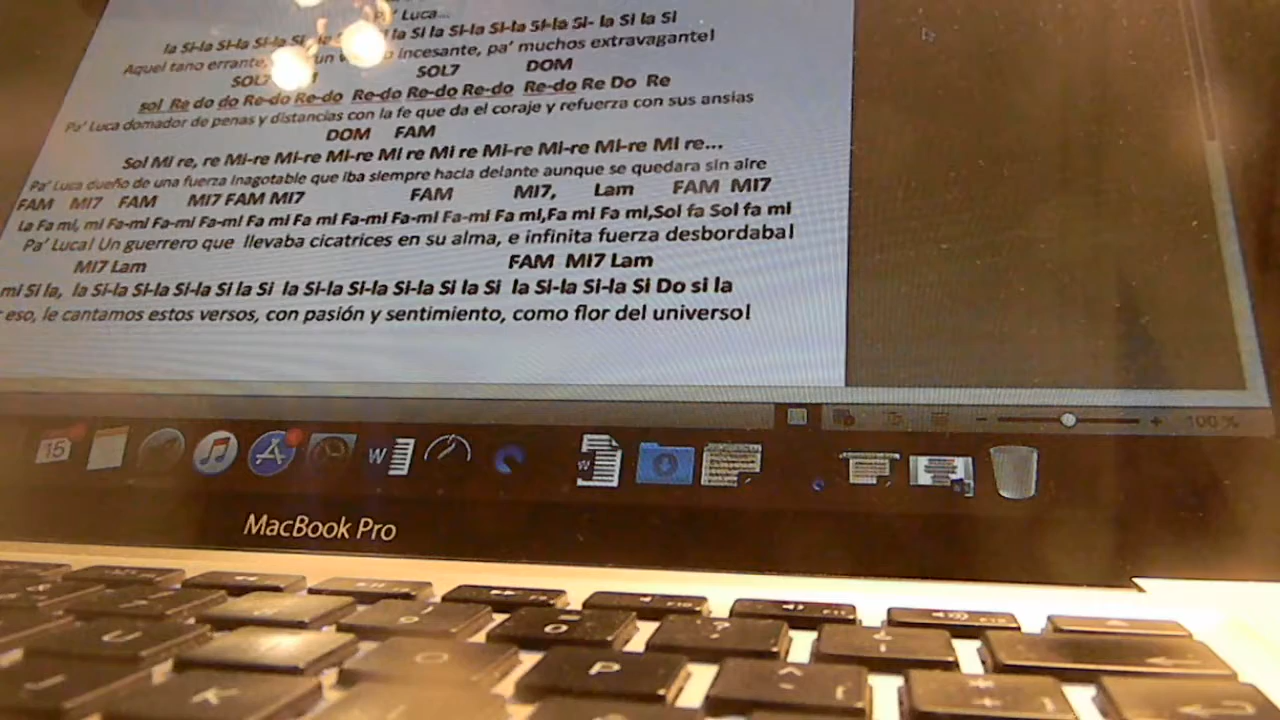 Pa' Luca...
la Si-la Si-la Si-la Si la Si la Si-la Si-la Si-la Si- la Si la Si
Aquel tano errante, un incesante, pa' muchos extravagante!
SOL7 SOL7 DOM
sol Re do do Re-do Re-do Re-do Re-do Re-do Re-do Re Do Re
Pa' Luca domador de penas y distancias con la fe que da el coraje y refuerza con sus ansias
DOM FAM
Sol Mi re, re Mi-re Mi-re Mi-re Mi re Mi re Mi-re Mi-re Mi-re Mi re...
Pa' Luca dueño de una fuerza inagotable que iba siempre hacia delante aunque se quedara sin aire
FAM MI7 FAM MI7 FAM MI7 FAM MI7, Lam FAM MI7
La Fa mi, mi Fa-mi Fa-mi Fa-mi Fa mi Fa mi Fa-mi Fa-mi Fa-mi Fa mi,Fa mi Fa mi,Sol fa Sol fa mi
Pa' Luca! Un guerrero que llevaba cicatrices en su alma, e infinita fuerza desbordaba!
MI7 Lam FAM MI7 Lam
mi Si la, la Si-la Si-la Si-la Si la Si la Si-la Si-la Si-la Si la Si la Si-la Si-la Si Do si la
eso, le cantamos estos versos, con pasión y sentimiento, como flor del universo!
100 %
15
W
W
MacBook Pro
U O ?
J K O P ^